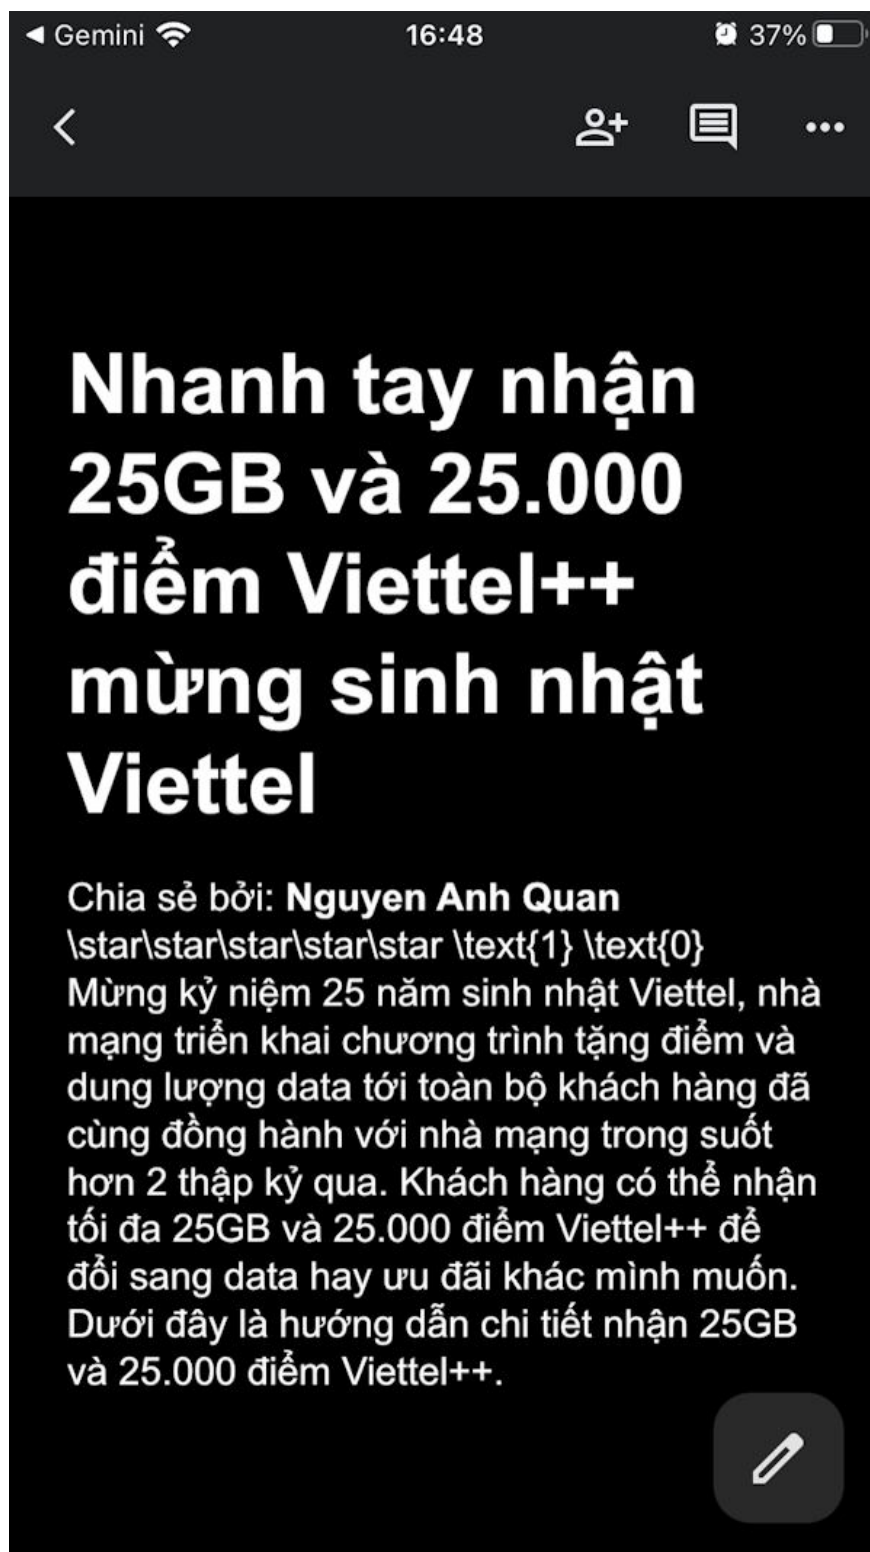 ◀ Gemini 16:48 37%
Nhanh tay nhận
25GB và 25.000
điểm Viettel++
mừng sinh nhật
Viettel
Chia sẻ bởi: Nguyen Anh Quan
\star\star\star\star\star \text{1} \text{0}
Mừng kỷ niệm 25 năm sinh nhật Viettel, nhà
mạng triển khai chương trình tặng điểm và
dung lượng data tới toàn bộ khách hàng đã
cùng đồng hành với nhà mạng trong suốt
hơn 2 thập kỷ qua. Khách hàng có thể nhận
tối đa 25GB và 25.000 điểm Viettel++ để
đổi sang data hay ưu đãi khác mình muốn.
Dưới đây là hướng dẫn chi tiết nhận 25GB
và 25.000 điểm Viettel++.